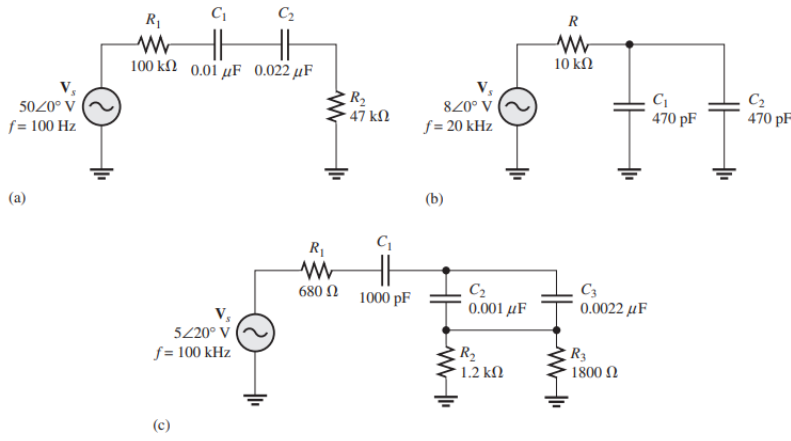 R₁
C₁
C₂
100 kΩ
0.01 μF
0.022 μF
Vₛ
50∠0° V
f = 100 Hz
R₂
47 kΩ
(a)
R
10 kΩ
Vₛ
8∠0° V
f = 20 kHz
C₁
470 pF
C₂
470 pF
(b)
R₁
C₁
680 Ω
1000 pF
C₂
0.001 μF
C₃
0.0022 μF
Vₛ
5∠20° V
f = 100 kHz
R₂
1.2 kΩ
R₃
1800 Ω
(c)